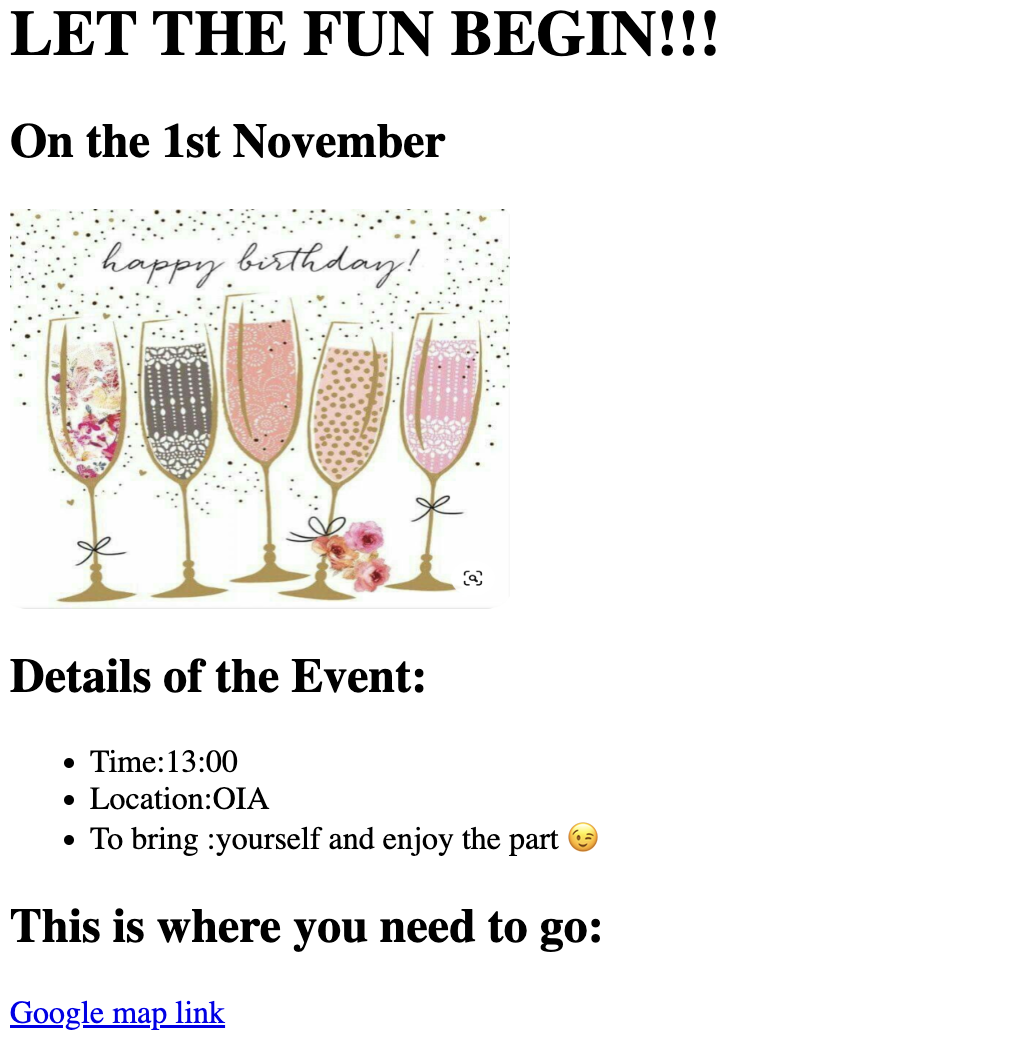 LET THE FUN BEGIN!!!
On the 1st November
happy birthday!
Details of the Event:
Time:13:00
Location:OIA
To bring :yourself and enjoy the part 😉
This is where you need to go:
Google map link